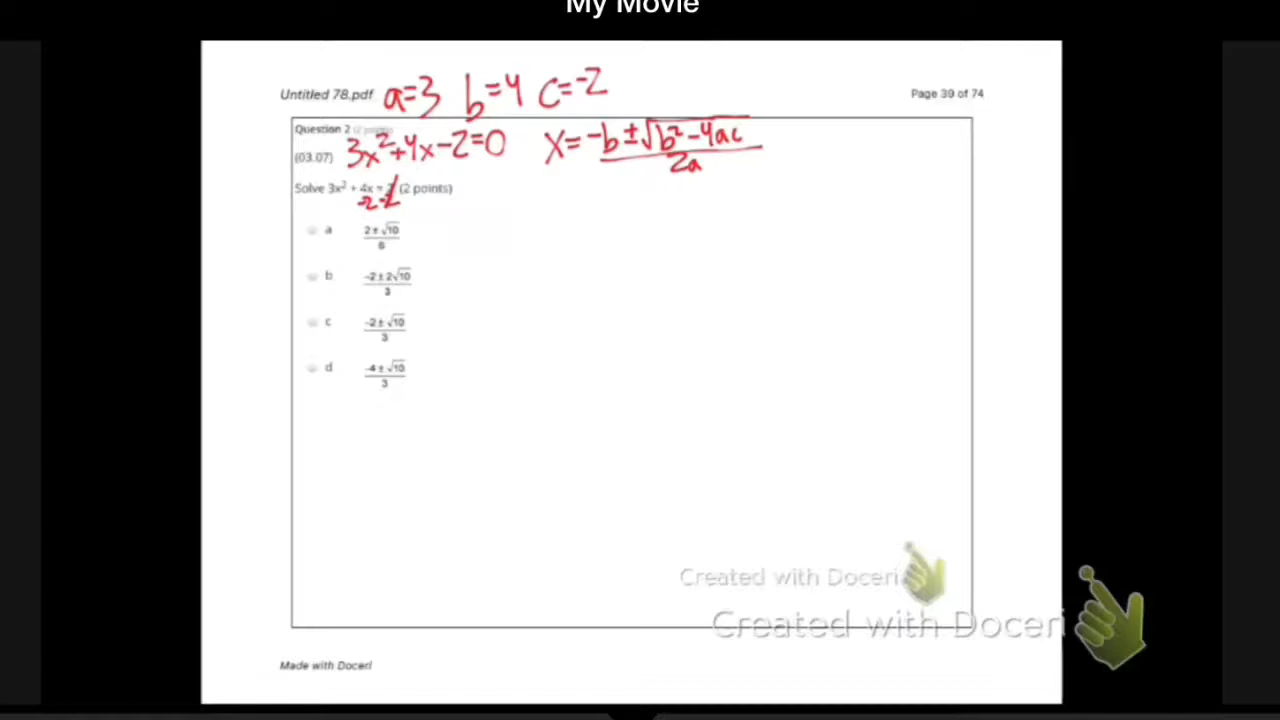 My Movie
Untitled 78.pdf a=3 b=4 c=-2 Page 39 of 74
Question 2 (2 points)
(03.07) 3x²+4x-2=0 x = -b ± √b² - 4ac / 2a
Solve 3x² + 4x = 2 (2 points)
-2 -2
a 2 ± √10 / 6
b -2 ± 2√10 / 3
c -2 ± √10 / 3
d -4 ± √10 / 3
Created with Doceri
Created with Doceri
Made with Doceri